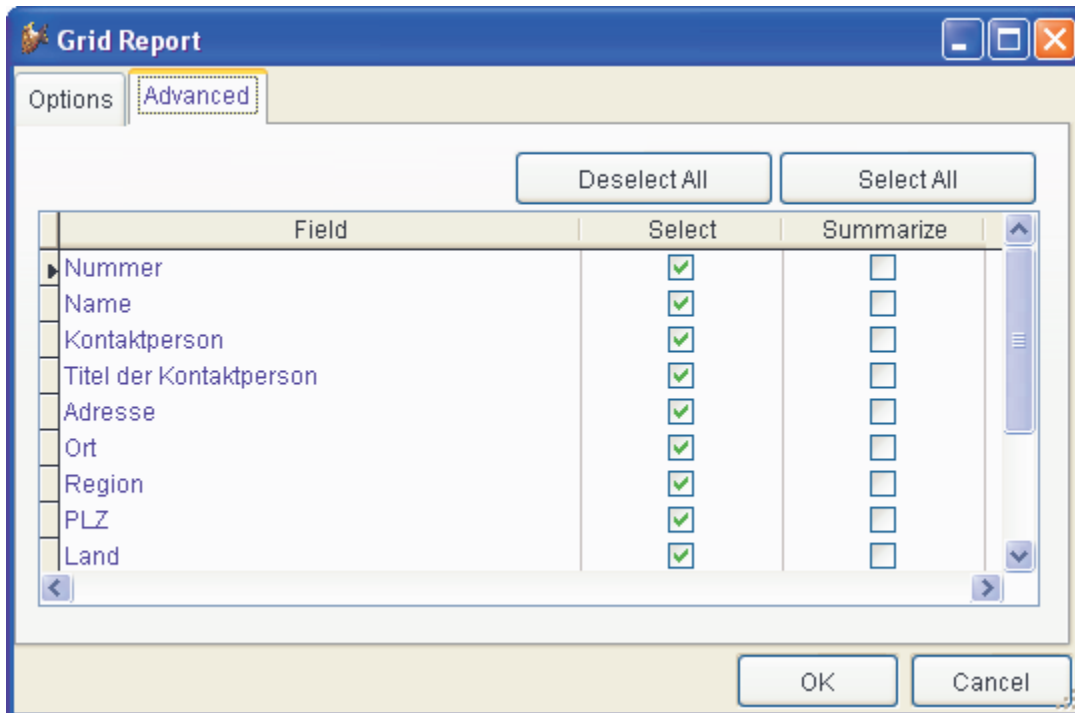 Grid Report
Options Advanced
Deselect All Select All
Field Select Summarize
Nummer
Name
Kontaktperson
Titel der Kontaktperson
Adresse
Ort
Region
PLZ
Land
OK Cancel